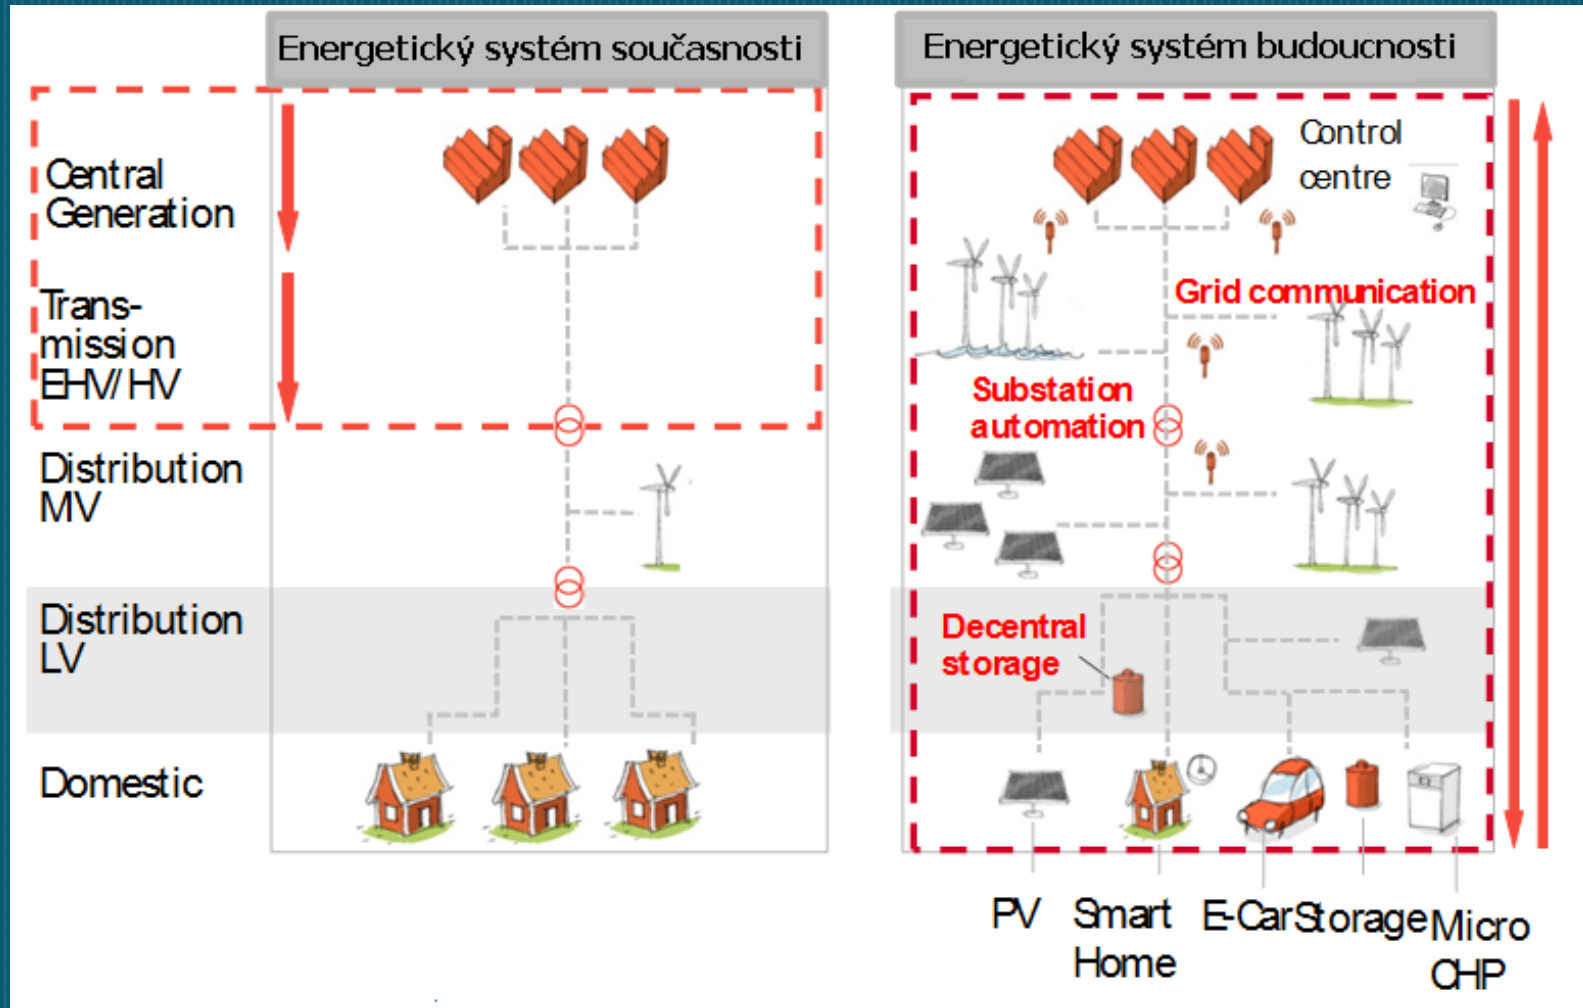 Energetický systém současnosti
Energetický systém budoucnosti
Central
Generation
Trans-
mission
EHV/HV
Distribution
MV
Distribution
LV
Domestic
Control
centre
Grid communication
Substation
automation
Decentral
storage
PV
Smart
Home
E-Car
Storage
Micro
CHP